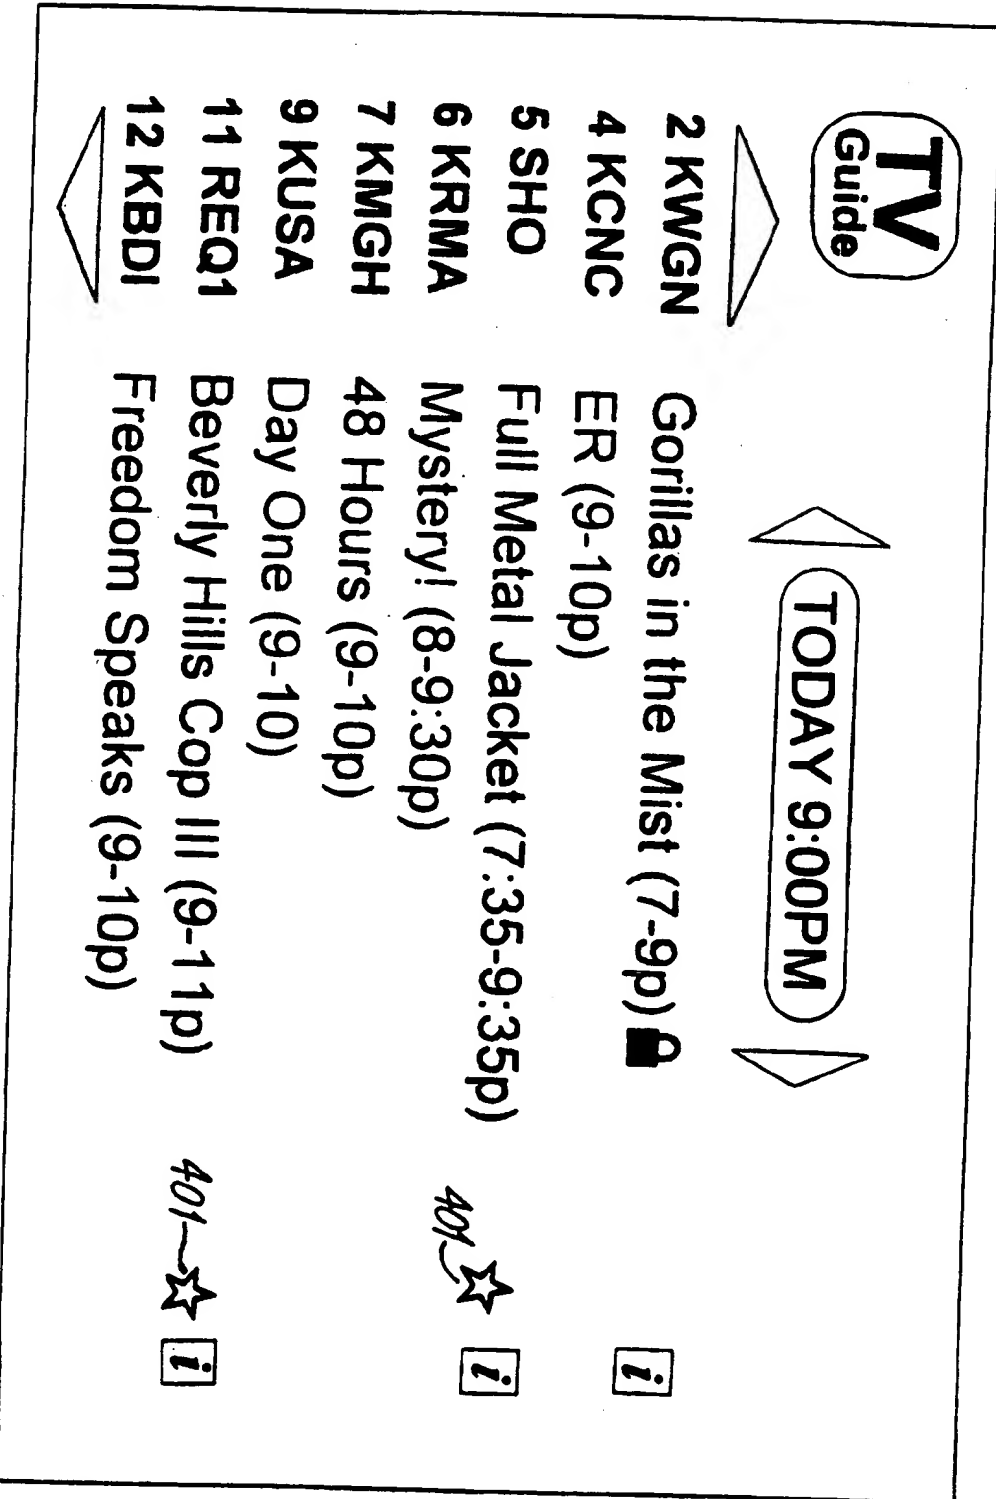 TV
Guide
TODAY 9:00PM
2 KWGN Gorillas in the Mist (7-9p) i
4 KCNC ER (9-10p)
5 SHO Full Metal Jacket (7:35-9:35p) 401 i
6 KRMA Mystery! (8-9:30p)
7 KMGH 48 Hours (9-10p)
9 KUSA Day One (9-10)
11 REQ1 Beverly Hills Cop III (9-11p) 401 i
12 KBDI Freedom Speaks (9-10p)